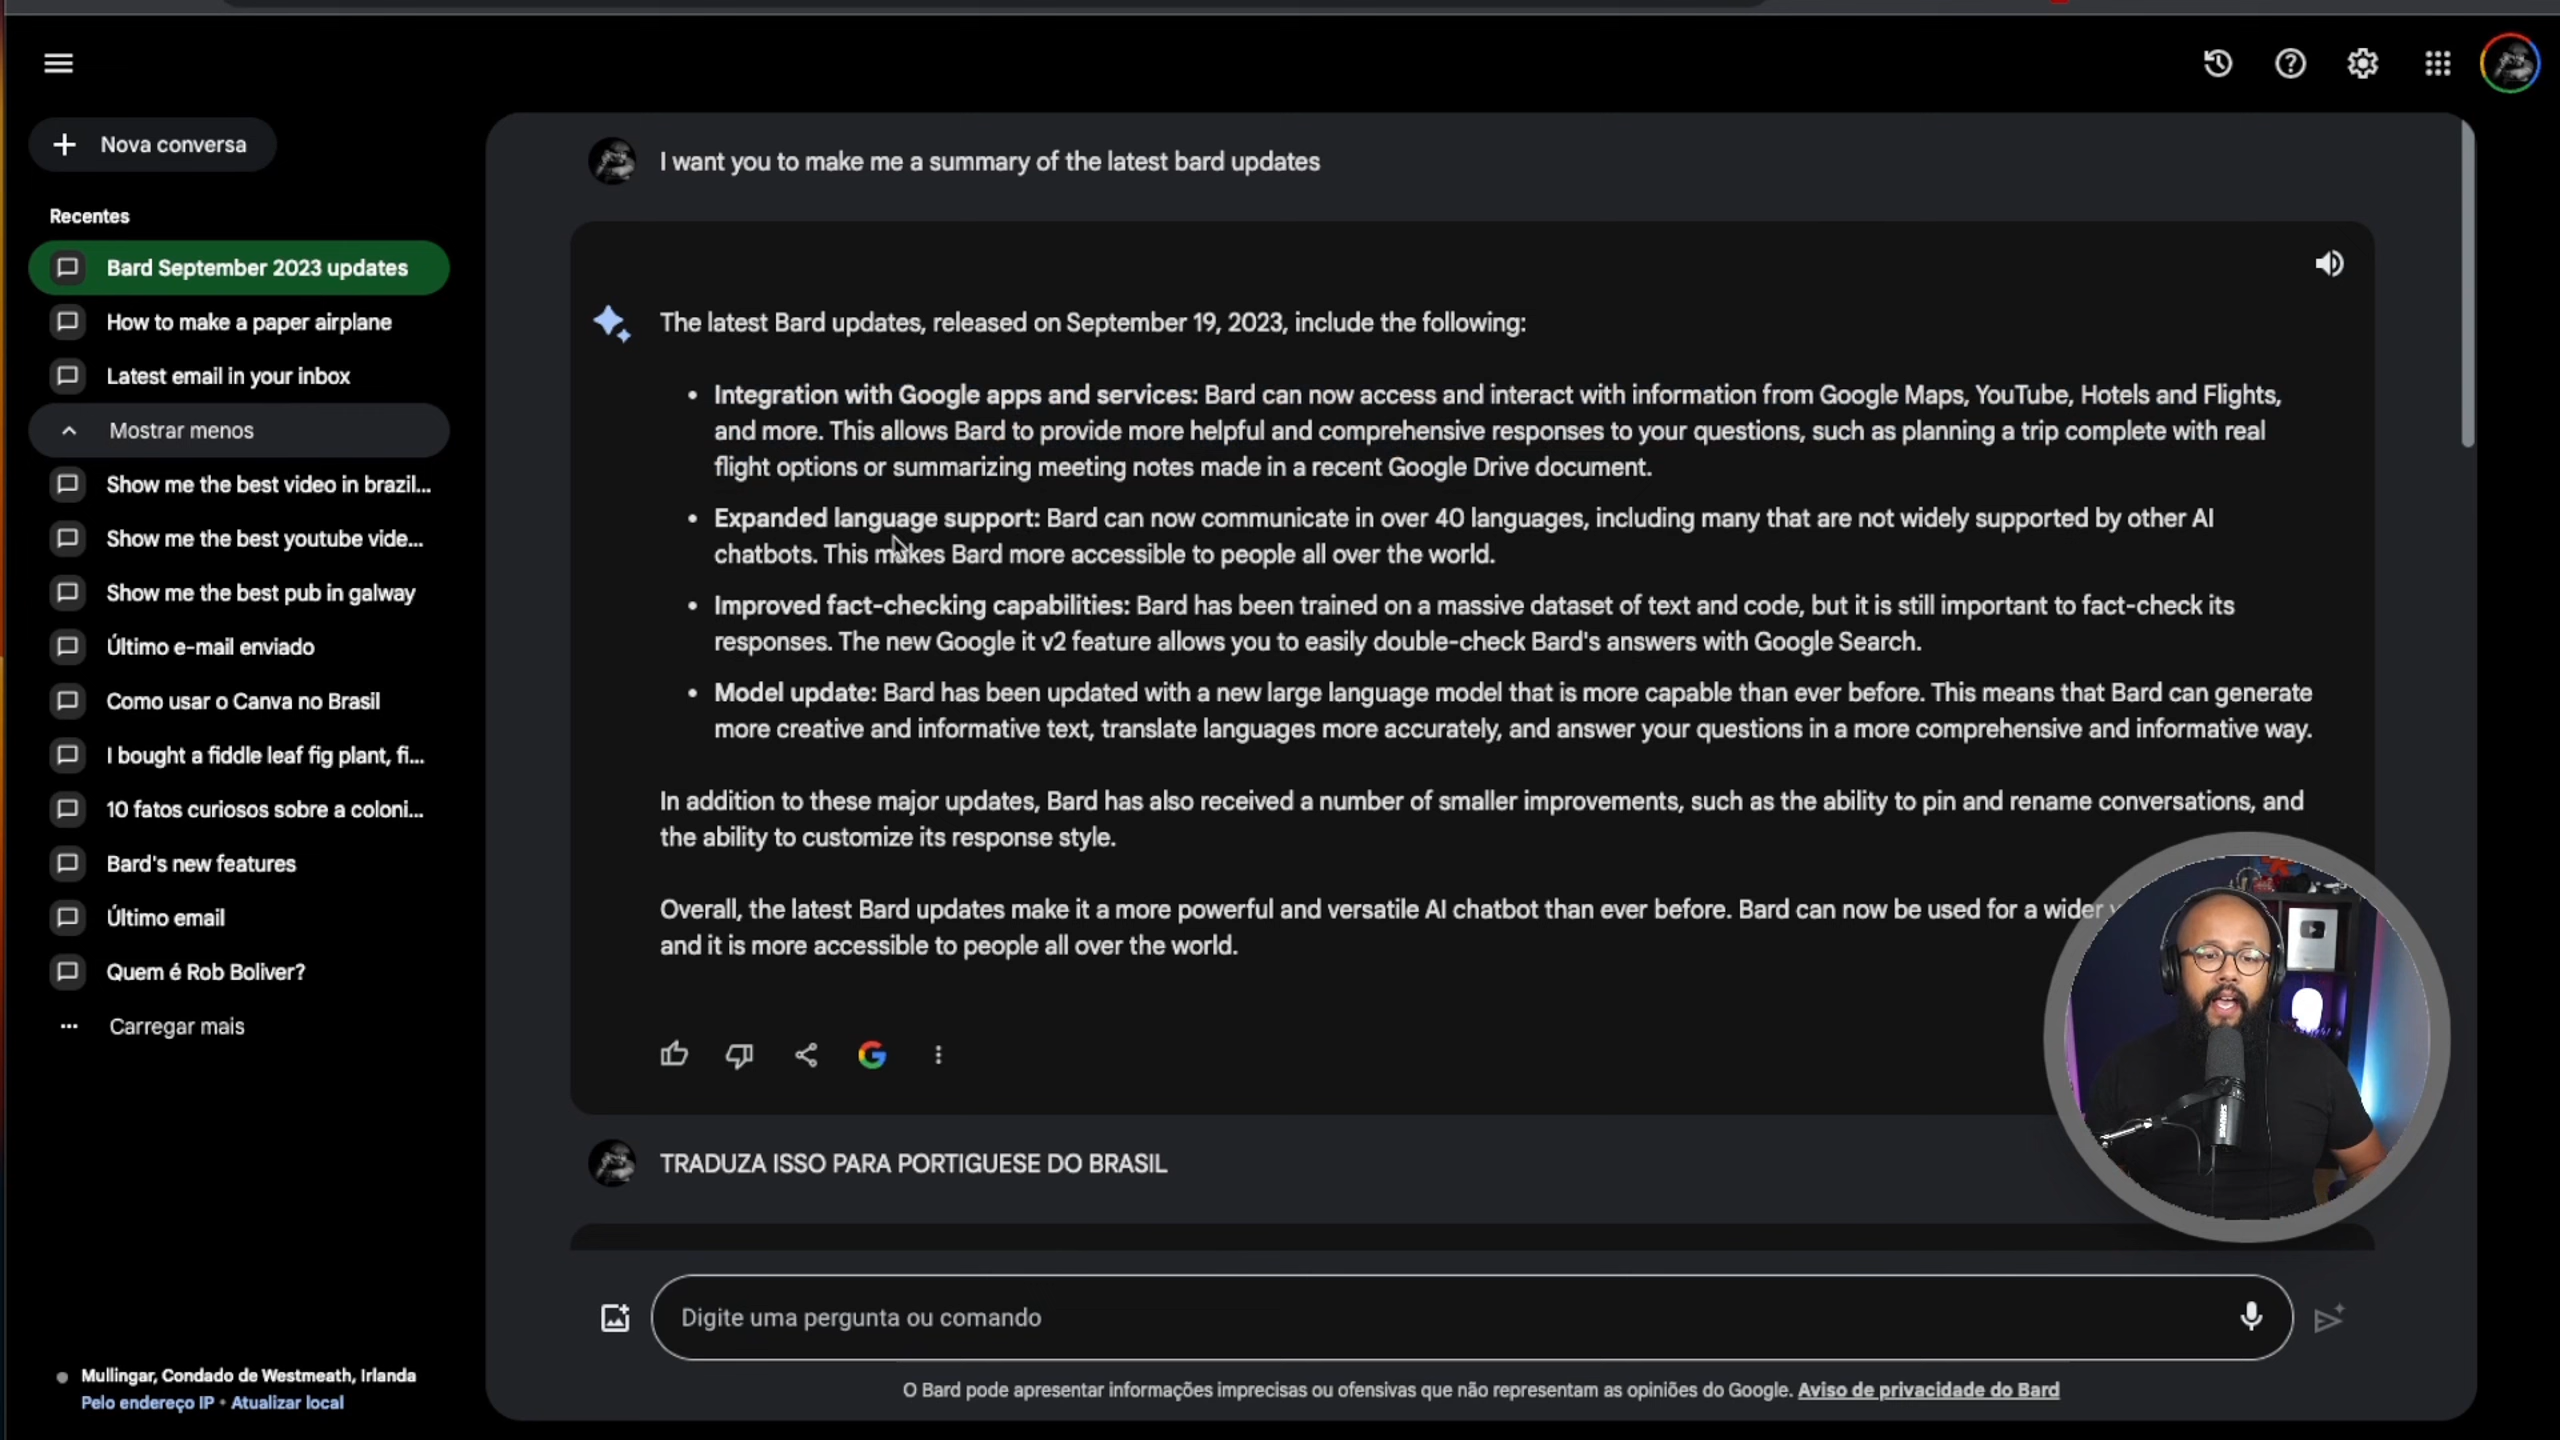 Nova conversa
Recentes
Bard September 2023 updates
How to make a paper airplane
Latest email in your inbox
Mostrar menos
Show me the best video in brazil...
Show me the best youtube vide...
Show me the best pub in galway
Último e-mail enviado
Como usar o Canva no Brasil
I bought a fiddle leaf fig plant, fi...
10 fatos curiosos sobre a coloni...
Bard's new features
Último email
Quem é Rob Boliver?
Carregar mais
Mullingar, Condado de Westmeath, Irlanda
Pelo endereço IP • Atualizar local
I want you to make me a summary of the latest bard updates
The latest Bard updates, released on September 19, 2023, include the following:
• Integration with Google apps and services: Bard can now access and interact with information from Google Maps, YouTube, Hotels and Flights,
and more. This allows Bard to provide more helpful and comprehensive responses to your questions, such as planning a trip complete with real
flight options or summarizing meeting notes made in a recent Google Drive document.
• Expanded language support: Bard can now communicate in over 40 languages, including many that are not widely supported by other AI
chatbots. This makes Bard more accessible to people all over the world.
• Improved fact-checking capabilities: Bard has been trained on a massive dataset of text and code, but it is still important to fact-check its
responses. The new Google it v2 feature allows you to easily double-check Bard's answers with Google Search.
• Model update: Bard has been updated with a new large language model that is more capable than ever before. This means that Bard can generate
more creative and informative text, translate languages more accurately, and answer your questions in a more comprehensive and informative way.
In addition to these major updates, Bard has also received a number of smaller improvements, such as the ability to pin and rename conversations, and
the ability to customize its response style.
Overall, the latest Bard updates make it a more powerful and versatile AI chatbot than ever before. Bard can now be used for a wider
and it is more accessible to people all over the world.
TRADUZA ISSO PARA PORTIGUESE DO BRASIL
Digite uma pergunta ou comando
O Bard pode apresentar informações imprecisas ou ofensivas que não representam as opiniões do Google. Aviso de privacidade do Bard